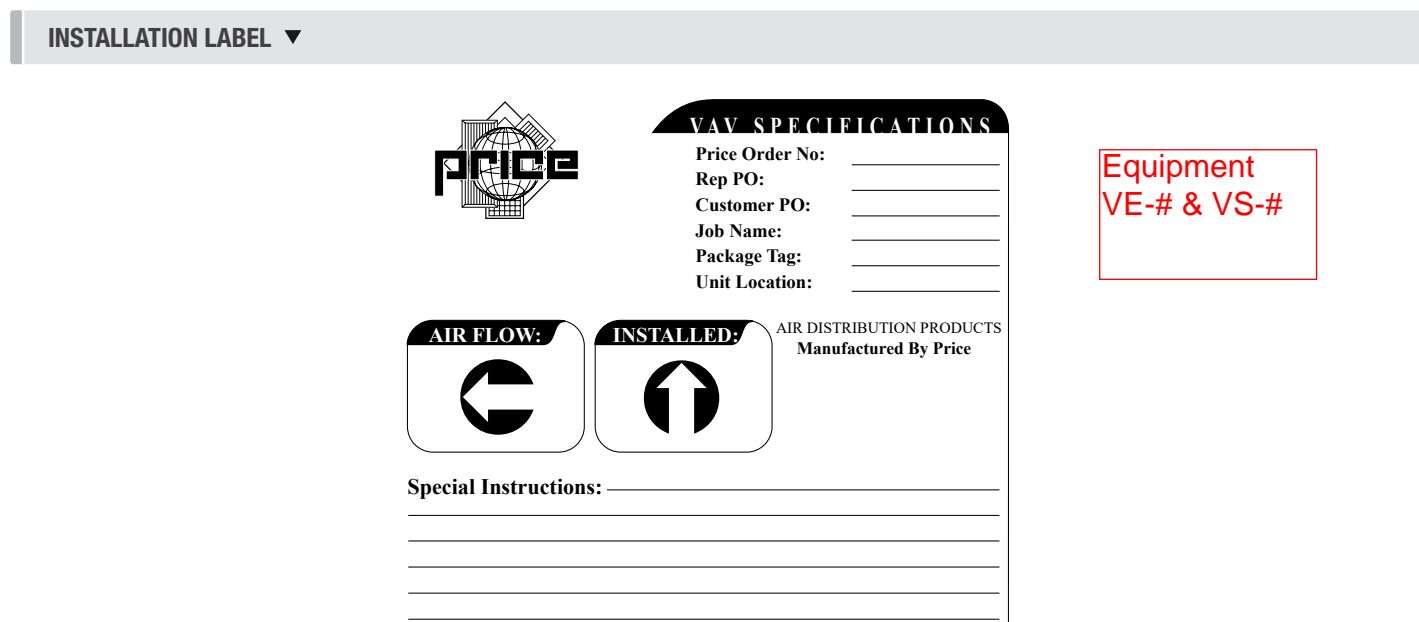 INSTALLATION LABEL ▼
price
VAV SPECIFICATIONS
Price Order No:
Rep PO:
Customer PO:
Job Name:
Package Tag:
Unit Location:
Equipment
VE-# & VS-#
AIR FLOW:
INSTALLED:
AIR DISTRIBUTION PRODUCTS
Manufactured By Price
Special Instructions: